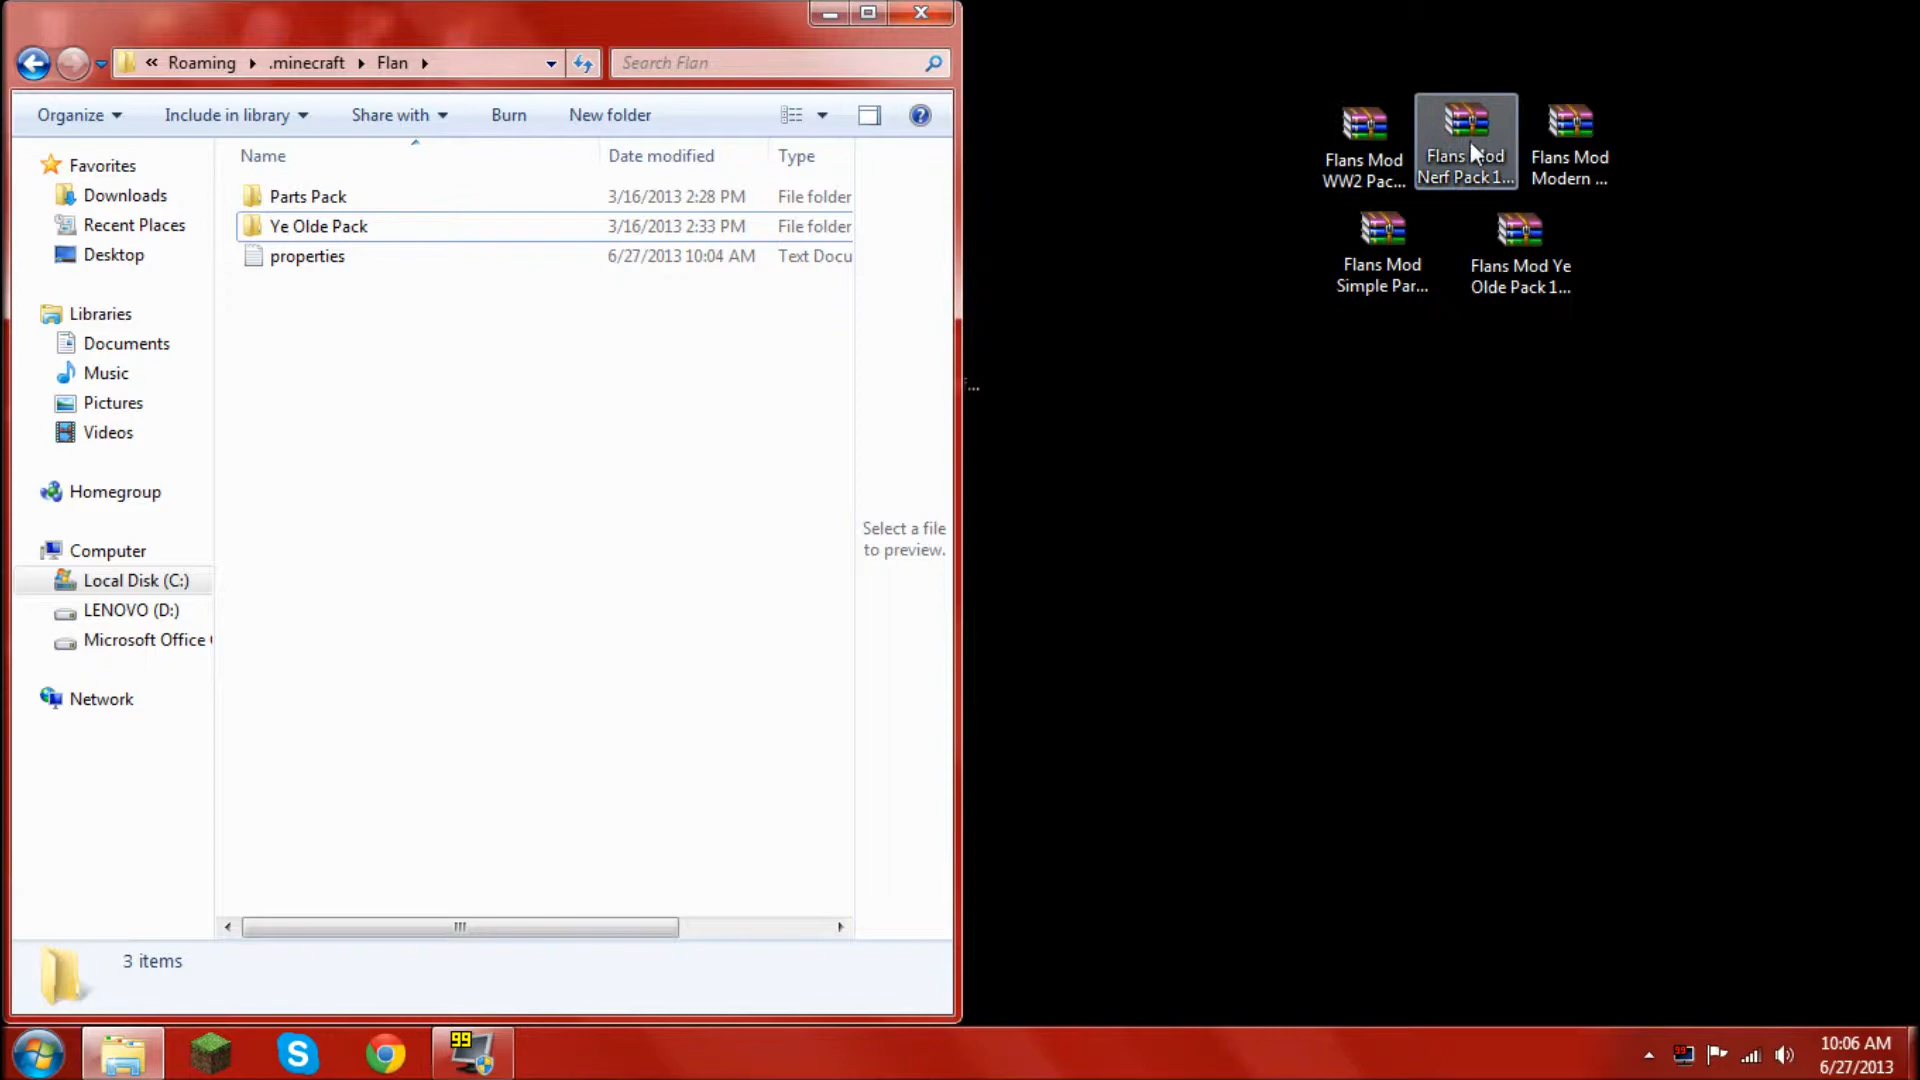 « Roaming ▸ .minecraft ▸ Flan ▸
Search Flan
Organize Include in library Share with Burn New folder
Name Date modified Type
Favorites
Downloads
Recent Places
Desktop
Libraries
Documents
Music
Pictures
Videos
Homegroup
Computer
Local Disk (C:)
LENOVO (D:)
Microsoft Office
Network
Parts Pack 3/16/2013 2:28 PM File folder
Ye Olde Pack 3/16/2013 2:33 PM File folder
properties 6/27/2013 10:04 AM Text Docu
Select a file
to preview.
3 items
Flans Mod
WW2 Pac...
Flans Mod
Nerf Pack 1...
Flans Mod
Modern ...
Flans Mod
Simple Par...
Flans Mod Ye
Olde Pack 1...
...
99
10:06 AM
6/27/2013